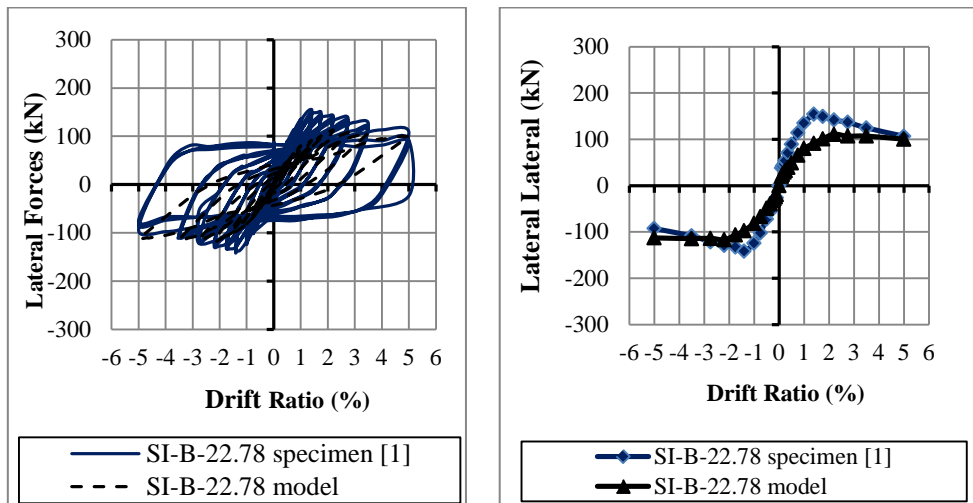 300
200
100
0
-100
-200
-300
Lateral Forces (kN)
-6 -5 -4 -3 -2 -1 0 1 2 3 4 5 6
Drift Ratio (%)
SI-B-22.78 specimen [1]
SI-B-22.78 model
300
200
100
0
-100
-200
-300
Lateral Lateral (kN)
-6 -5 -4 -3 -2 -1 0 1 2 3 4 5 6
Drift Ratio (%)
SI-B-22.78 specimen [1]
SI-B-22.78 model